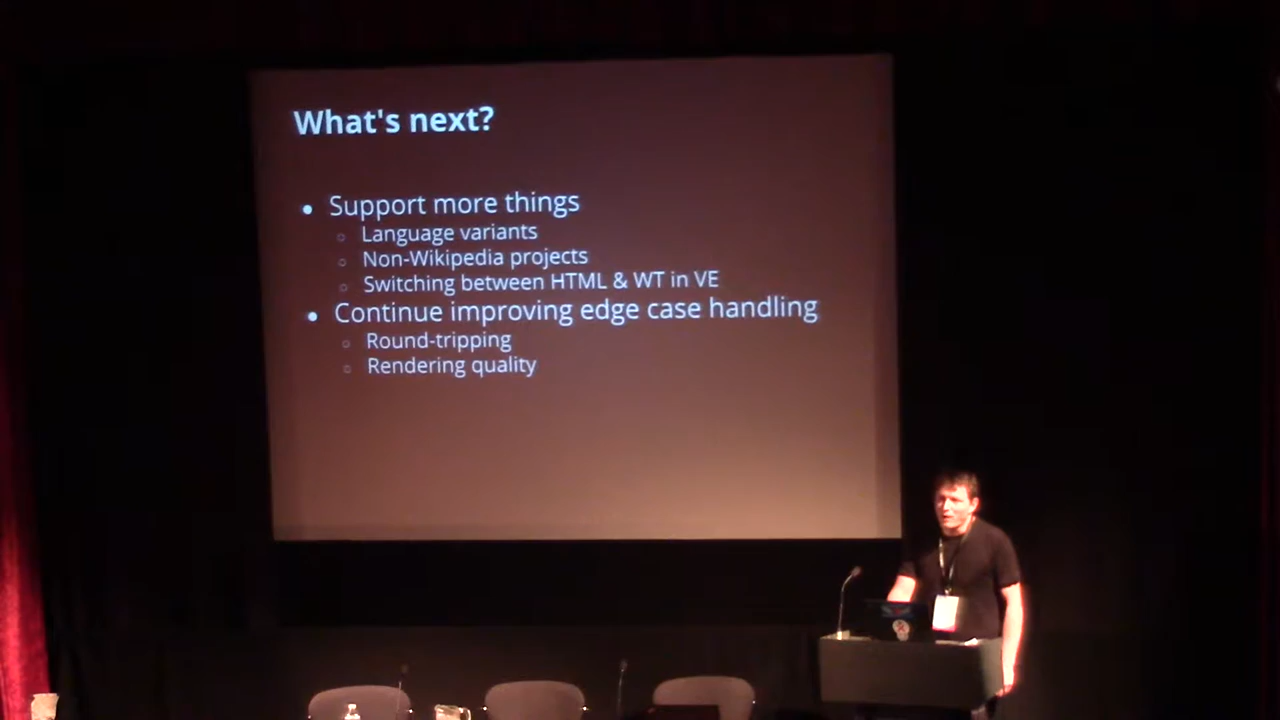 What's next?
Support more things
Language variants
Non-Wikipedia projects
Switching between HTML & WT in VE
Continue improving edge case handling
Round-tripping
Rendering quality